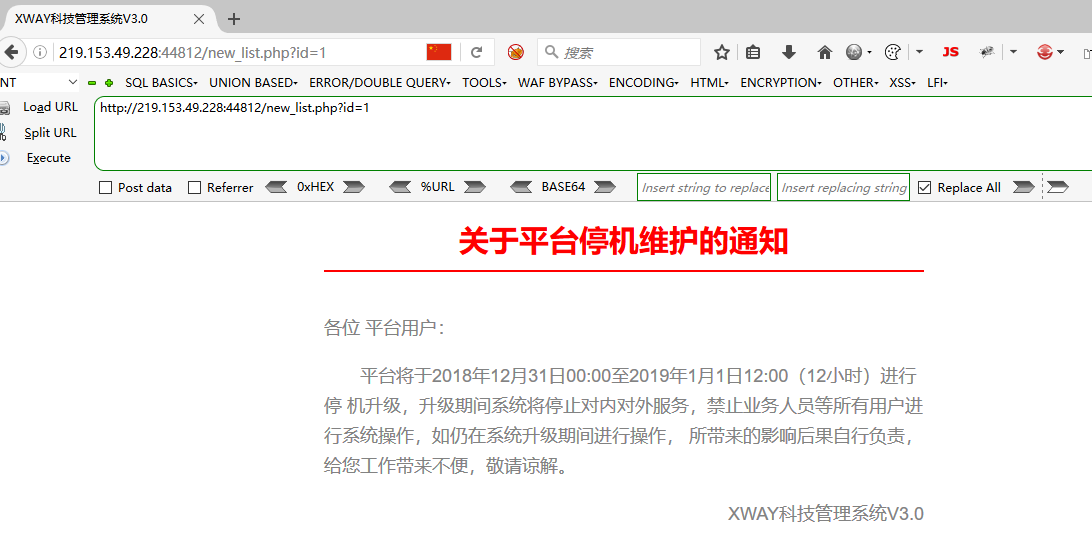 XWAY科技管理系统V3.0
219.153.49.228:44812/new_list.php?id=1
搜索
JS
NT
SQL BASICS
UNION BASED
ERROR/DOUBLE QUERY
TOOLS
WAF BYPASS
ENCODING
HTML
ENCRYPTION
OTHER
XSS
LFI
Load URL
http://219.153.49.228:44812/new_list.php?id=1
Split URL
Execute
Post data
Referrer
0xHEX
%URL
BASE64
Insert string to replace
Insert replacing string
Replace All
关于平台停机维护的通知
各位 平台用户：
平台将于2018年12月31日00:00至2019年1月1日12:00（12小时）进行
停 机升级，升级期间系统将停止对内对外服务，禁止业务人员等所有用户进
行系统操作，如仍在系统升级期间进行操作， 所带来的影响后果自行负责，
给您工作带来不便，敬请谅解。
XWAY科技管理系统V3.0